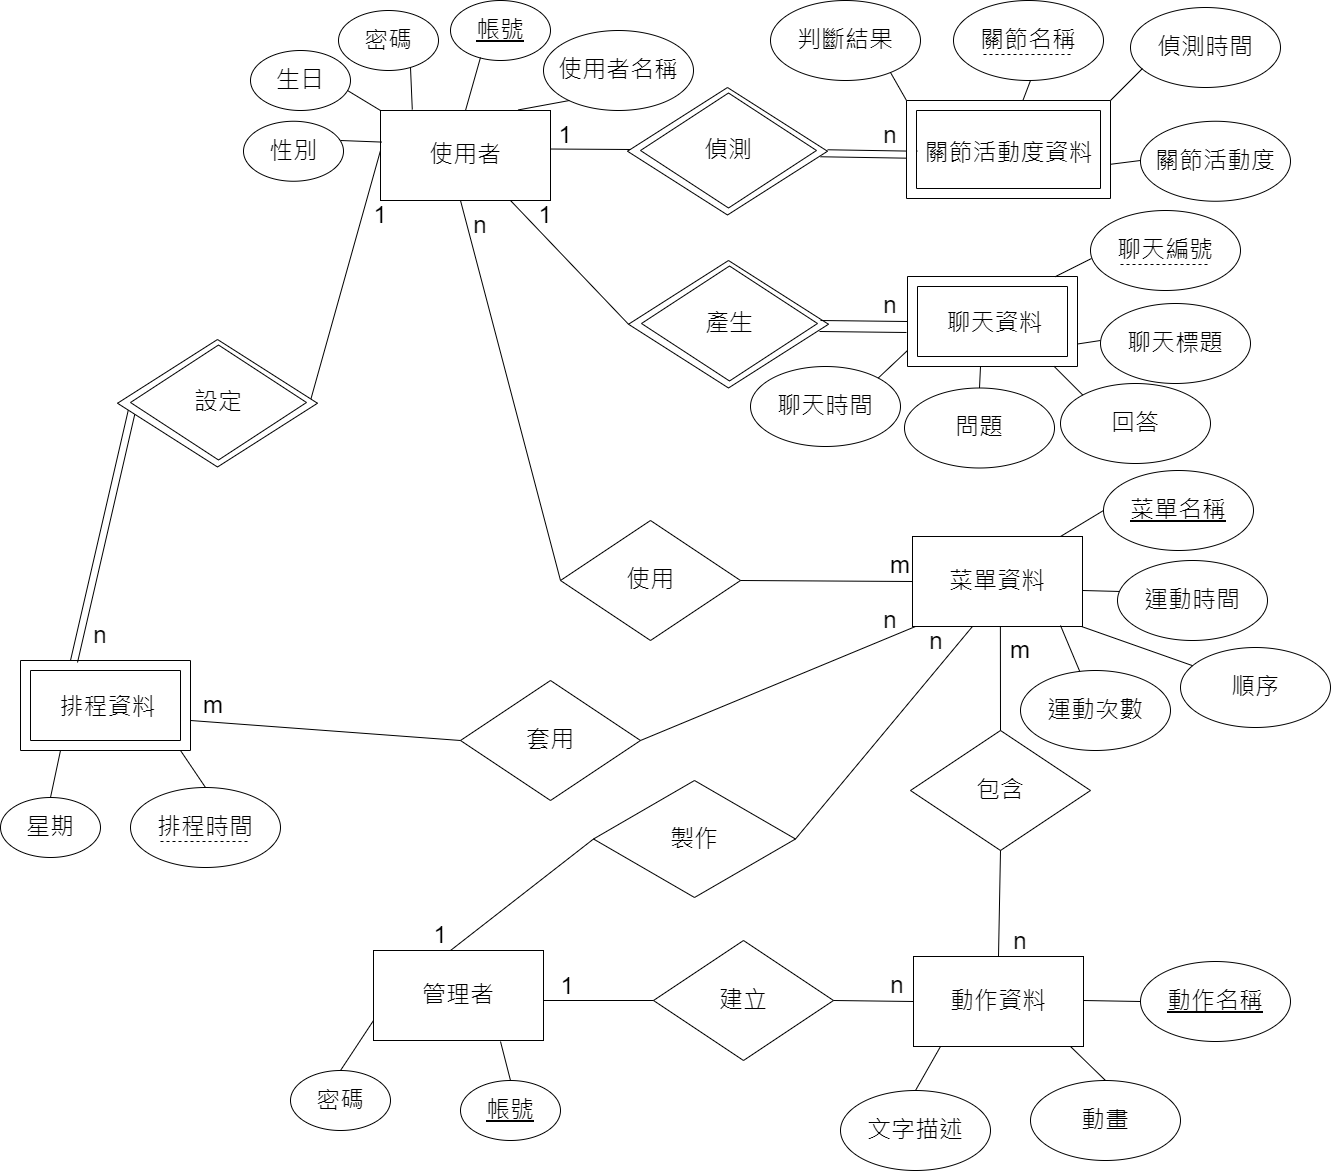 帳號
密碼
使用者名稱
生日
性別
使用者
1
偵測
n
判斷結果
關節名稱
偵測時間
關節活動度資料
關節活動度
1
n
1
產生
n
聊天編號
聊天資料
聊天標題
聊天時間
問題
回答
設定
n
使用
m
菜單名稱
菜單資料
運動時間
順序
運動次數
n
n
m
排程資料
m
套用
星期
排程時間
製作
包含
1
n
管理者
1
建立
n
動作資料
動作名稱
密碼
帳號
文字描述
動畫